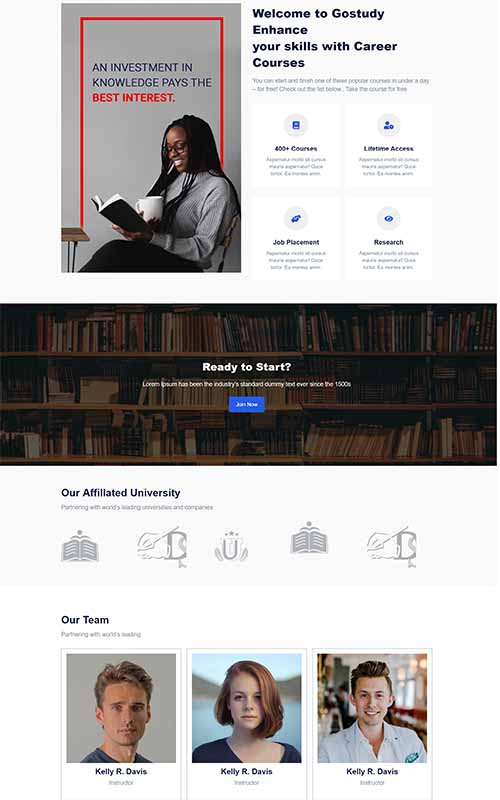 AN INVESTMENT IN
KNOWLEDGE PAYS THE
BEST INTEREST.
Welcome to Gostudy
Enhance
your skills with Career
Courses
You can start and finish one of these popular courses in under a day
– for free! Check out the list below.. Take the course for free
400+ Courses
Aspernatur morbi sit cursus
mauris aspernatur! Quce
tortor. Ea montes anim.
Lifetime Access
Aspernatur morbi sit cursus
mauris aspernatur! Quce
tortor. Ea montes anim.
Job Placement
Aspernatur morbi sit cursus
mauris aspernatur! Quce
tortor. Ea montes anim.
Research
Aspernatur morbi sit cursus
mauris aspernatur! Quce
tortor. Ea montes anim.
Ready to Start?
Lorem Ipsum has been the industry's standard dummy text ever since the 1500s
Join Now
Our Affiliated University
Partnering with world's leading universities and companies
U
Our Team
Partnering with world's leading
Kelly R. Davis
Instructor
Kelly R. Davis
Instructor
Kelly R. Davis
Instructor